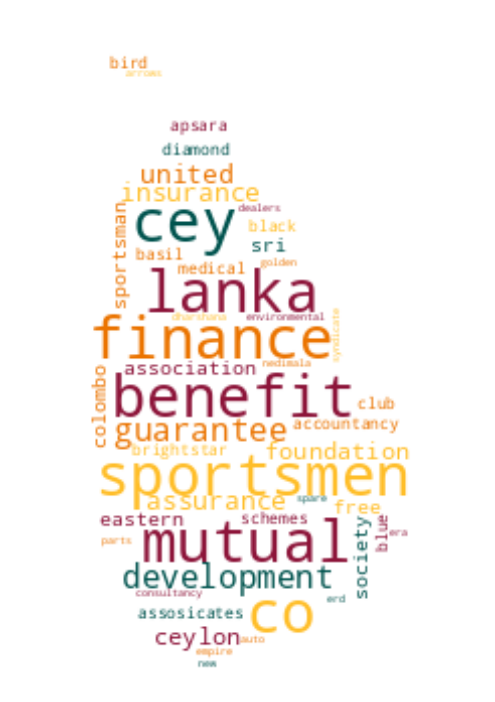 bird
arrows
apsara
diamond
united
insurance
sportsman
cey
dealers
black
sri
basil
medical
golden
lanka
dharshana
environmental
syndicate
finance
association
nedimala
colombo
benefit
club
guarantee
accountancy
brightstar
foundation
sportsmen
assurance
spare
free
eastern
schemes
mutual
society
blue
era
parts
development
consultancy
erd
assosicates
co
ceylon
auto
empire
new